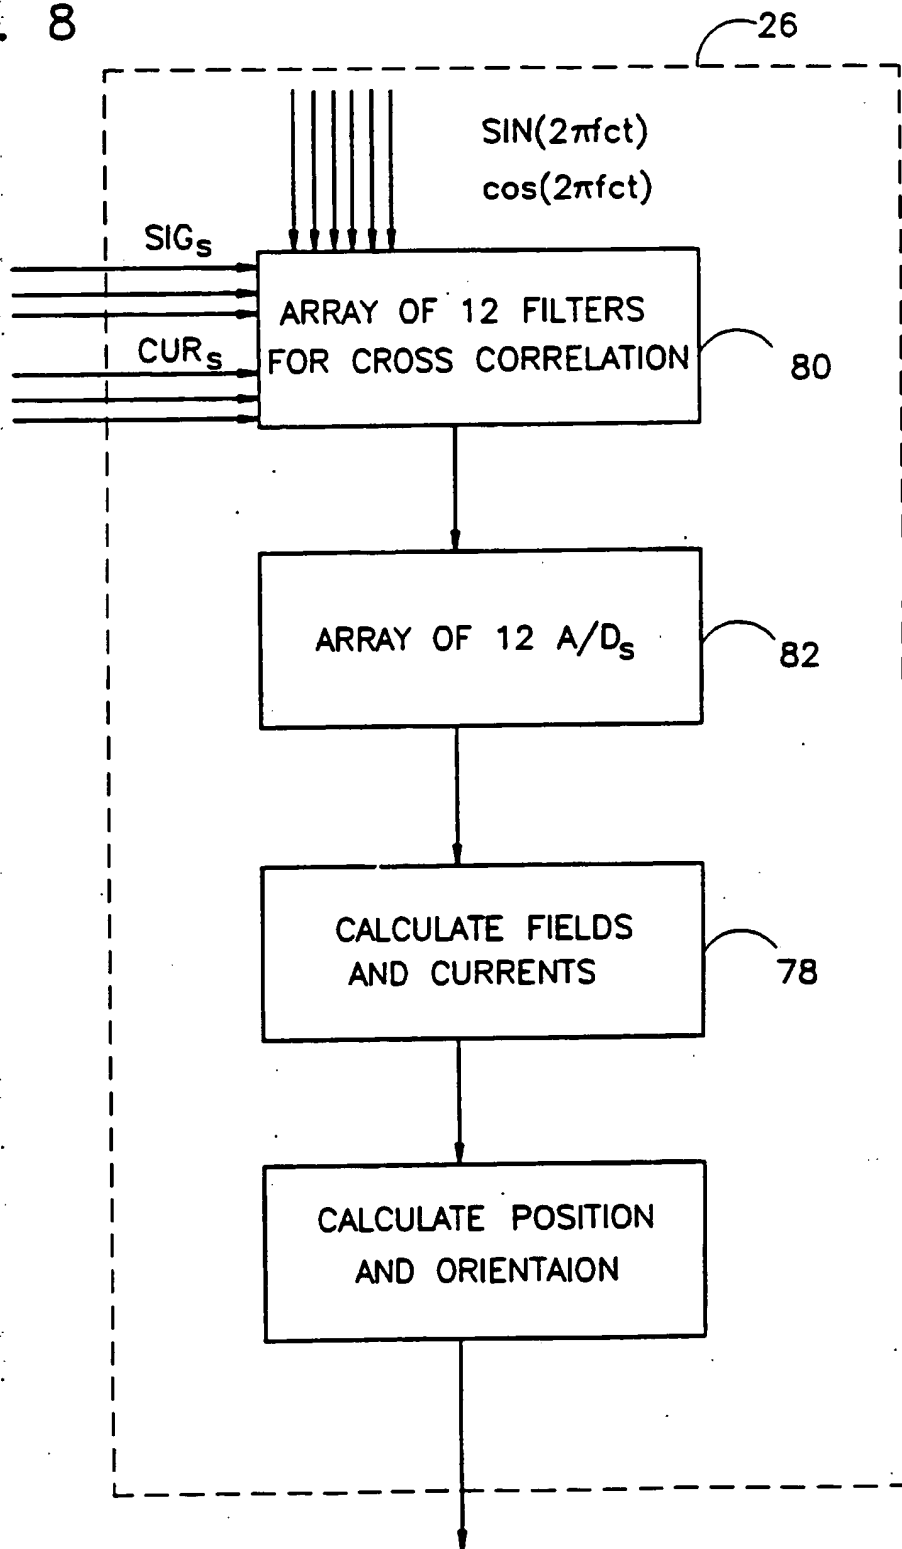 . 8
26
SIN(2πfct)
cos(2πfct)
SIGs
CURs
ARRAY OF 12 FILTERS
FOR CROSS CORRELATION
80
ARRAY OF 12 A/Ds
82
CALCULATE FIELDS
AND CURRENTS
78
CALCULATE POSITION
AND ORIENTAION